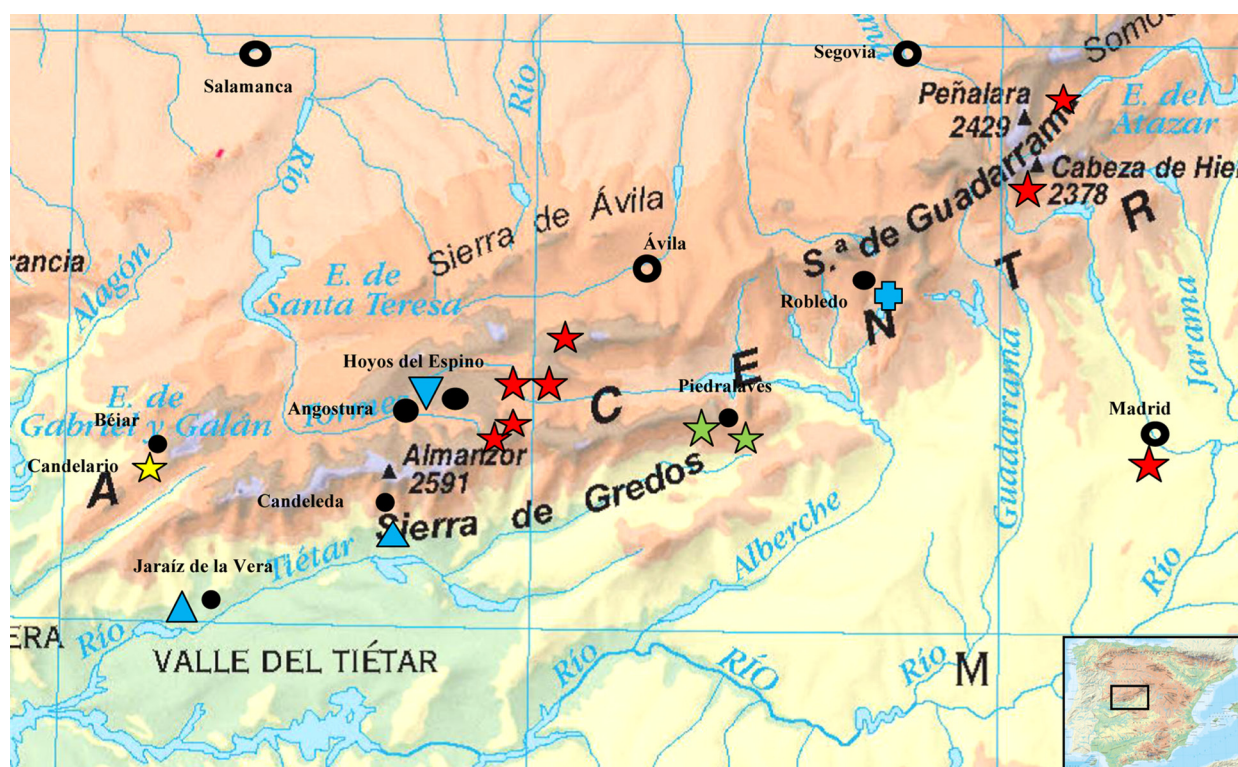 Somo
Segovia
Salamanca
Río
Peñalara
2429
E. del
Atazar
Río
Cabeza de Hie
2378
Sierra de Ávila
S.ª de Guadarrama
Ávila
R
T
rancia
Alagón
E. de
Santa Teresa
Robledo
N
Jarama
Hoyos del Espino
E
Piedralaves
C
E. de
Gabriel y Galán
Béjar
Angostura
Tormes
Guadarrama
Madrid
Candelario
A
Almanzor
2591
Candeleda
Sierra de Gredos
Alberche
Tiétar
Jaraíz de la Vera
Río
ERA
Río
VALLE DEL TIÉTAR
Río
RÍO
Río
M